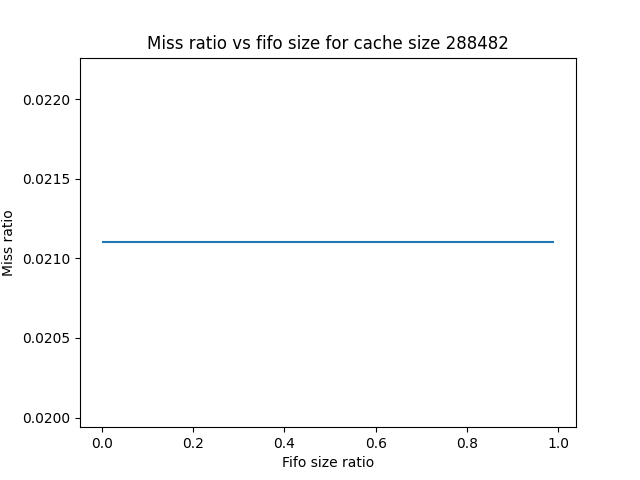 Miss ratio vs fifo size for cache size 288482
0.0220
0.0215
0.0210
0.0205
0.0200
Miss ratio
0.0 0.2 0.4 0.6 0.8 1.0
Fifo size ratio